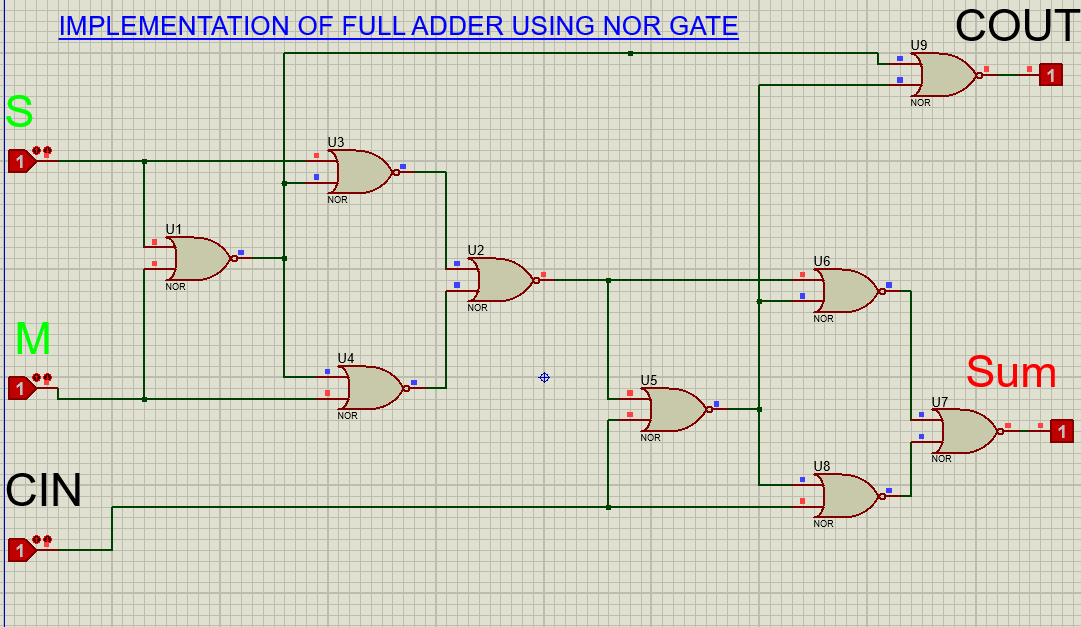 IMPLEMENTATION OF FULL ADDER USING NOR GATE
COUT
U9
NOR
1
S
1
U3
NOR
U1
NOR
U2
NOR
U6
NOR
M
1
U4
NOR
U5
NOR
Sum
U7
NOR
1
CIN
1
U8
NOR